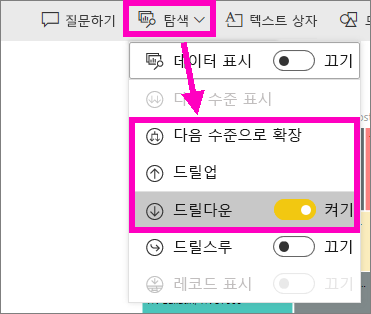 질문하기 탐색 텍스트 상자
데이터 표시 끄기
다음 수준 표시
다음 수준으로 확장
드릴업
드릴다운 켜기
드릴스루 끄기
레코드 표시 끄기